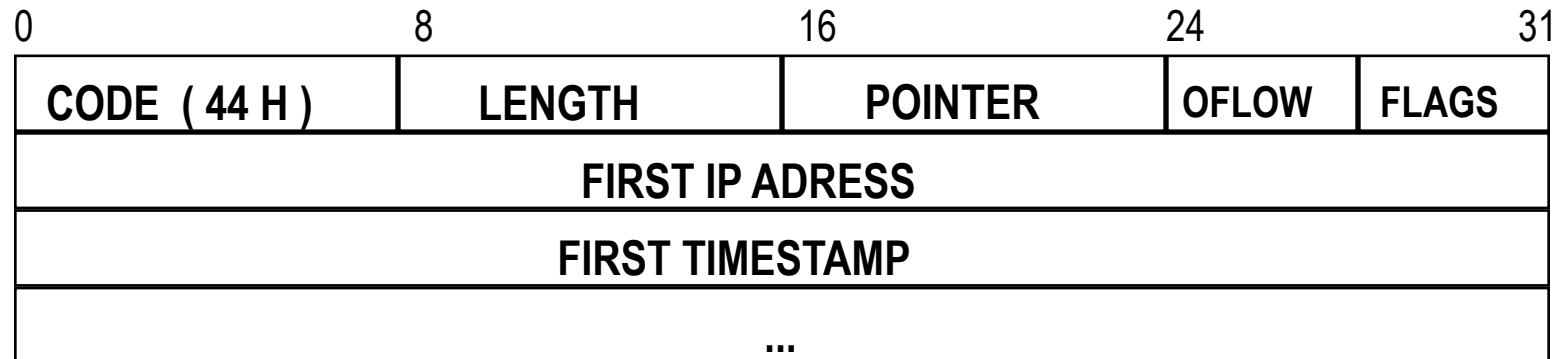 0 8 16 24 31
CODE ( 44 H ) LENGTH POINTER OFLOW FLAGS
FIRST IP ADRESS
FIRST TIMESTAMP
...